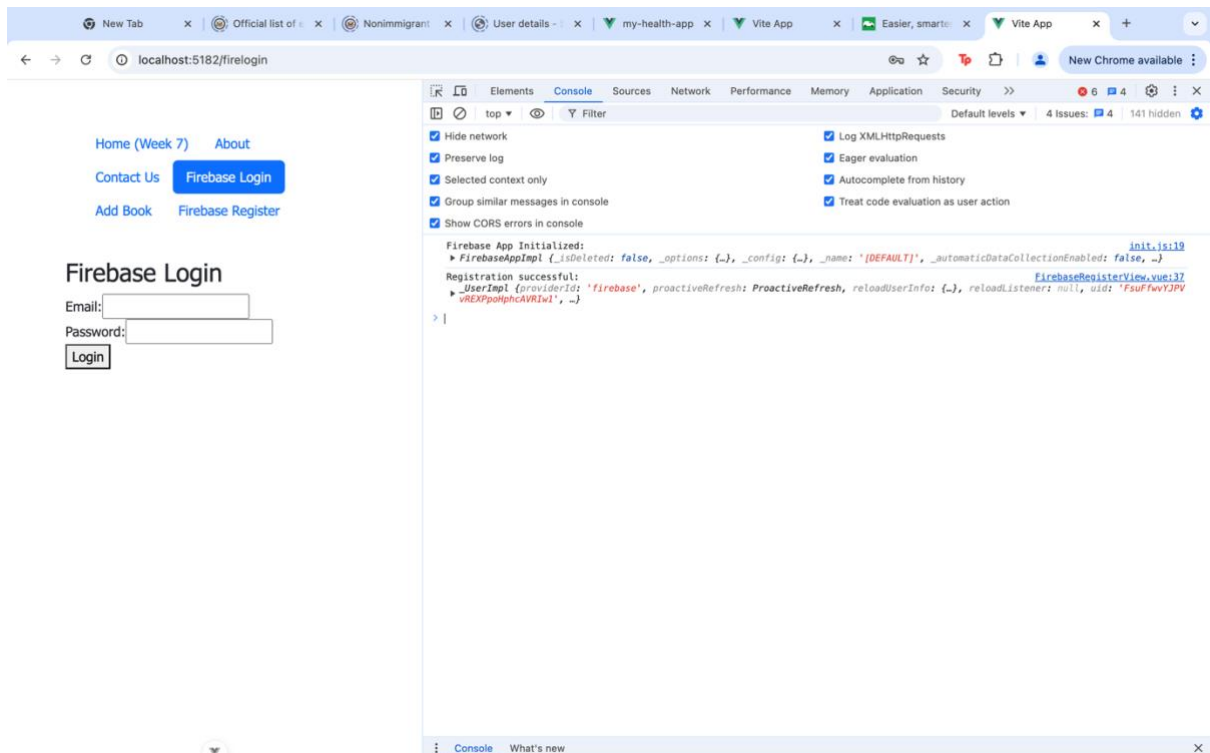 New Tab Official list of e Nonimmigrant User details - my-health-app Vite App Easier, smarte Vite App
localhost:5182/firelogin Tp New Chrome available
Elements Console Sources Network Performance Memory Application Security 6 4
top Filter Default levels 4 Issues: 4 141 hidden
Home (Week 7) About
Contact Us Firebase Login
Add Book Firebase Register
Firebase Login
Email:
Password:
Login
Hide network Log XMLHttpRequests
Preserve log Eager evaluation
Selected context only Autocomplete from history
Group similar messages in console Treat code evaluation as user action
Show CORS errors in console
Firebase App Initialized: init.js:19
FirebaseAppImpl {_isDeleted: false, _options: {…}, _config: {…}, _name: '[DEFAULT]', _automaticDataCollectionEnabled: false, …}
Registration successful: FirebaseRegisterView.vue:37
_UserImpl {providerId: 'firebase', proactiveRefresh: ProactiveRefresh, reloadUserInfo: {…}, reloadListener: null, uid: 'FsuFfwvYJPV
vREXPpoHphcAVRIw1', …}
Console What's new